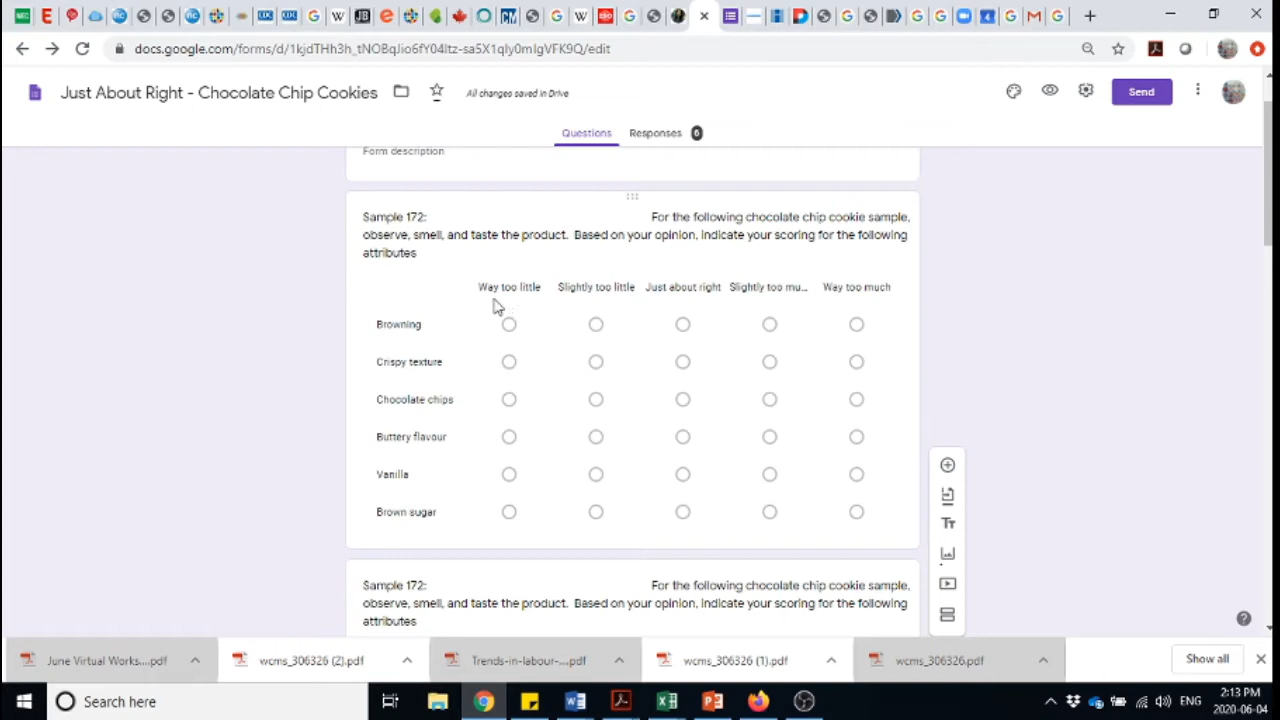 docs.google.com/forms/d/1kjdTHh3h_tNOBqJio6fY04ltz-sa5X1qIy0mIgVFK9Q/edit
Just About Right - Chocolate Chip Cookies
All changes saved in Drive
Send
Questions
Responses 6
Form description
Sample 172: For the following chocolate chip cookie sample,
observe, smell, and taste the product. Based on your opinion, indicate your scoring for the following
attributes
Way too little Slightly too little Just about right Slightly too mu... Way too much
Browning
Crispy texture
Chocolate chips
Buttery flavour
Vanilla
Brown sugar
Sample 172: For the following chocolate chip cookie sample,
observe, smell, and taste the product. Based on your opinion, indicate your scoring for the following
attributes
June Virtual Works....pdf
wcms_306326 (2).pdf
Trends-in-labour-....pdf
wcms_306326 (1).pdf
wcms_306326.pdf
Show all
Search here
ENG
2:13 PM
2020-06-04